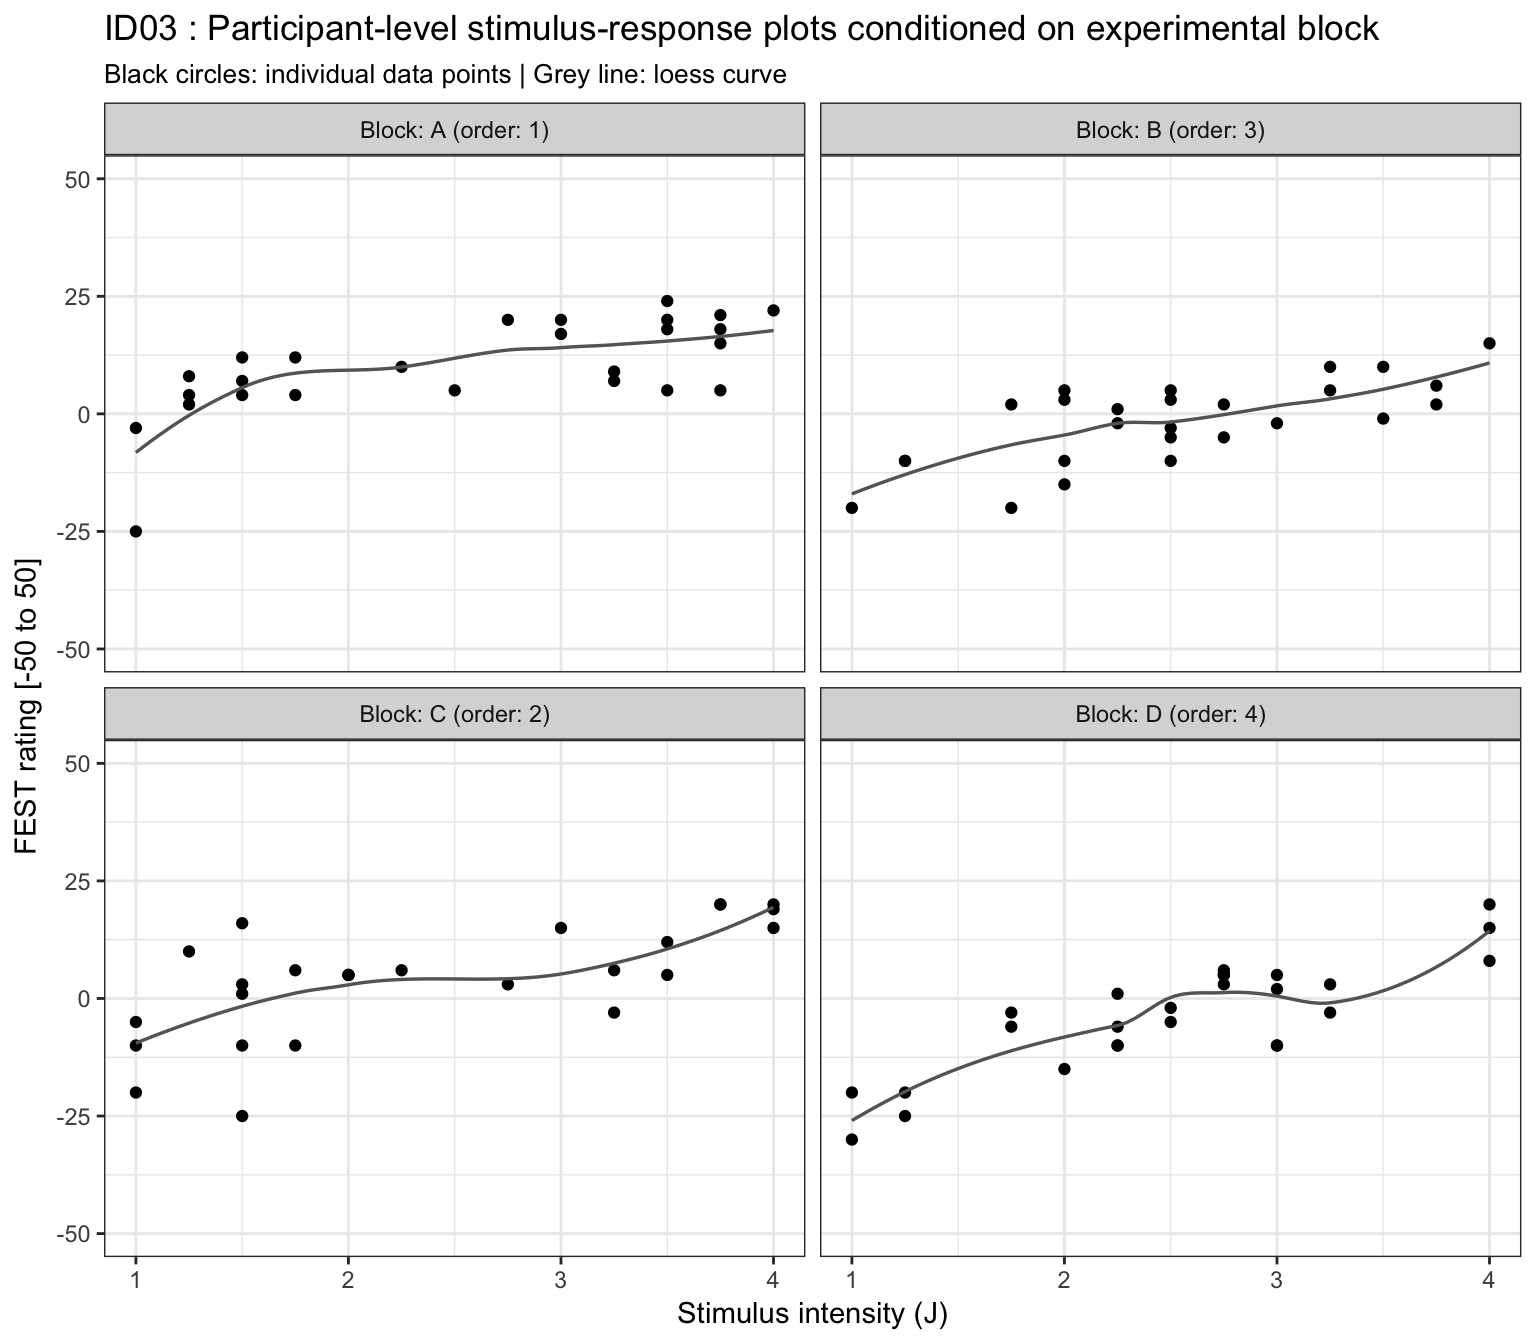 ID03 : Participant-level stimulus-response plots conditioned on experimental block
Black circles: individual data points | Grey line: loess curve
Block: A (order: 1)
Block: B (order: 3)
50
25
0
-25
-50
Block: C (order: 2)
Block: D (order: 4)
50
25
0
-25
-50
FEST rating [-50 to 50]
1 2 3 4
1 2 3 4
Stimulus intensity (J)